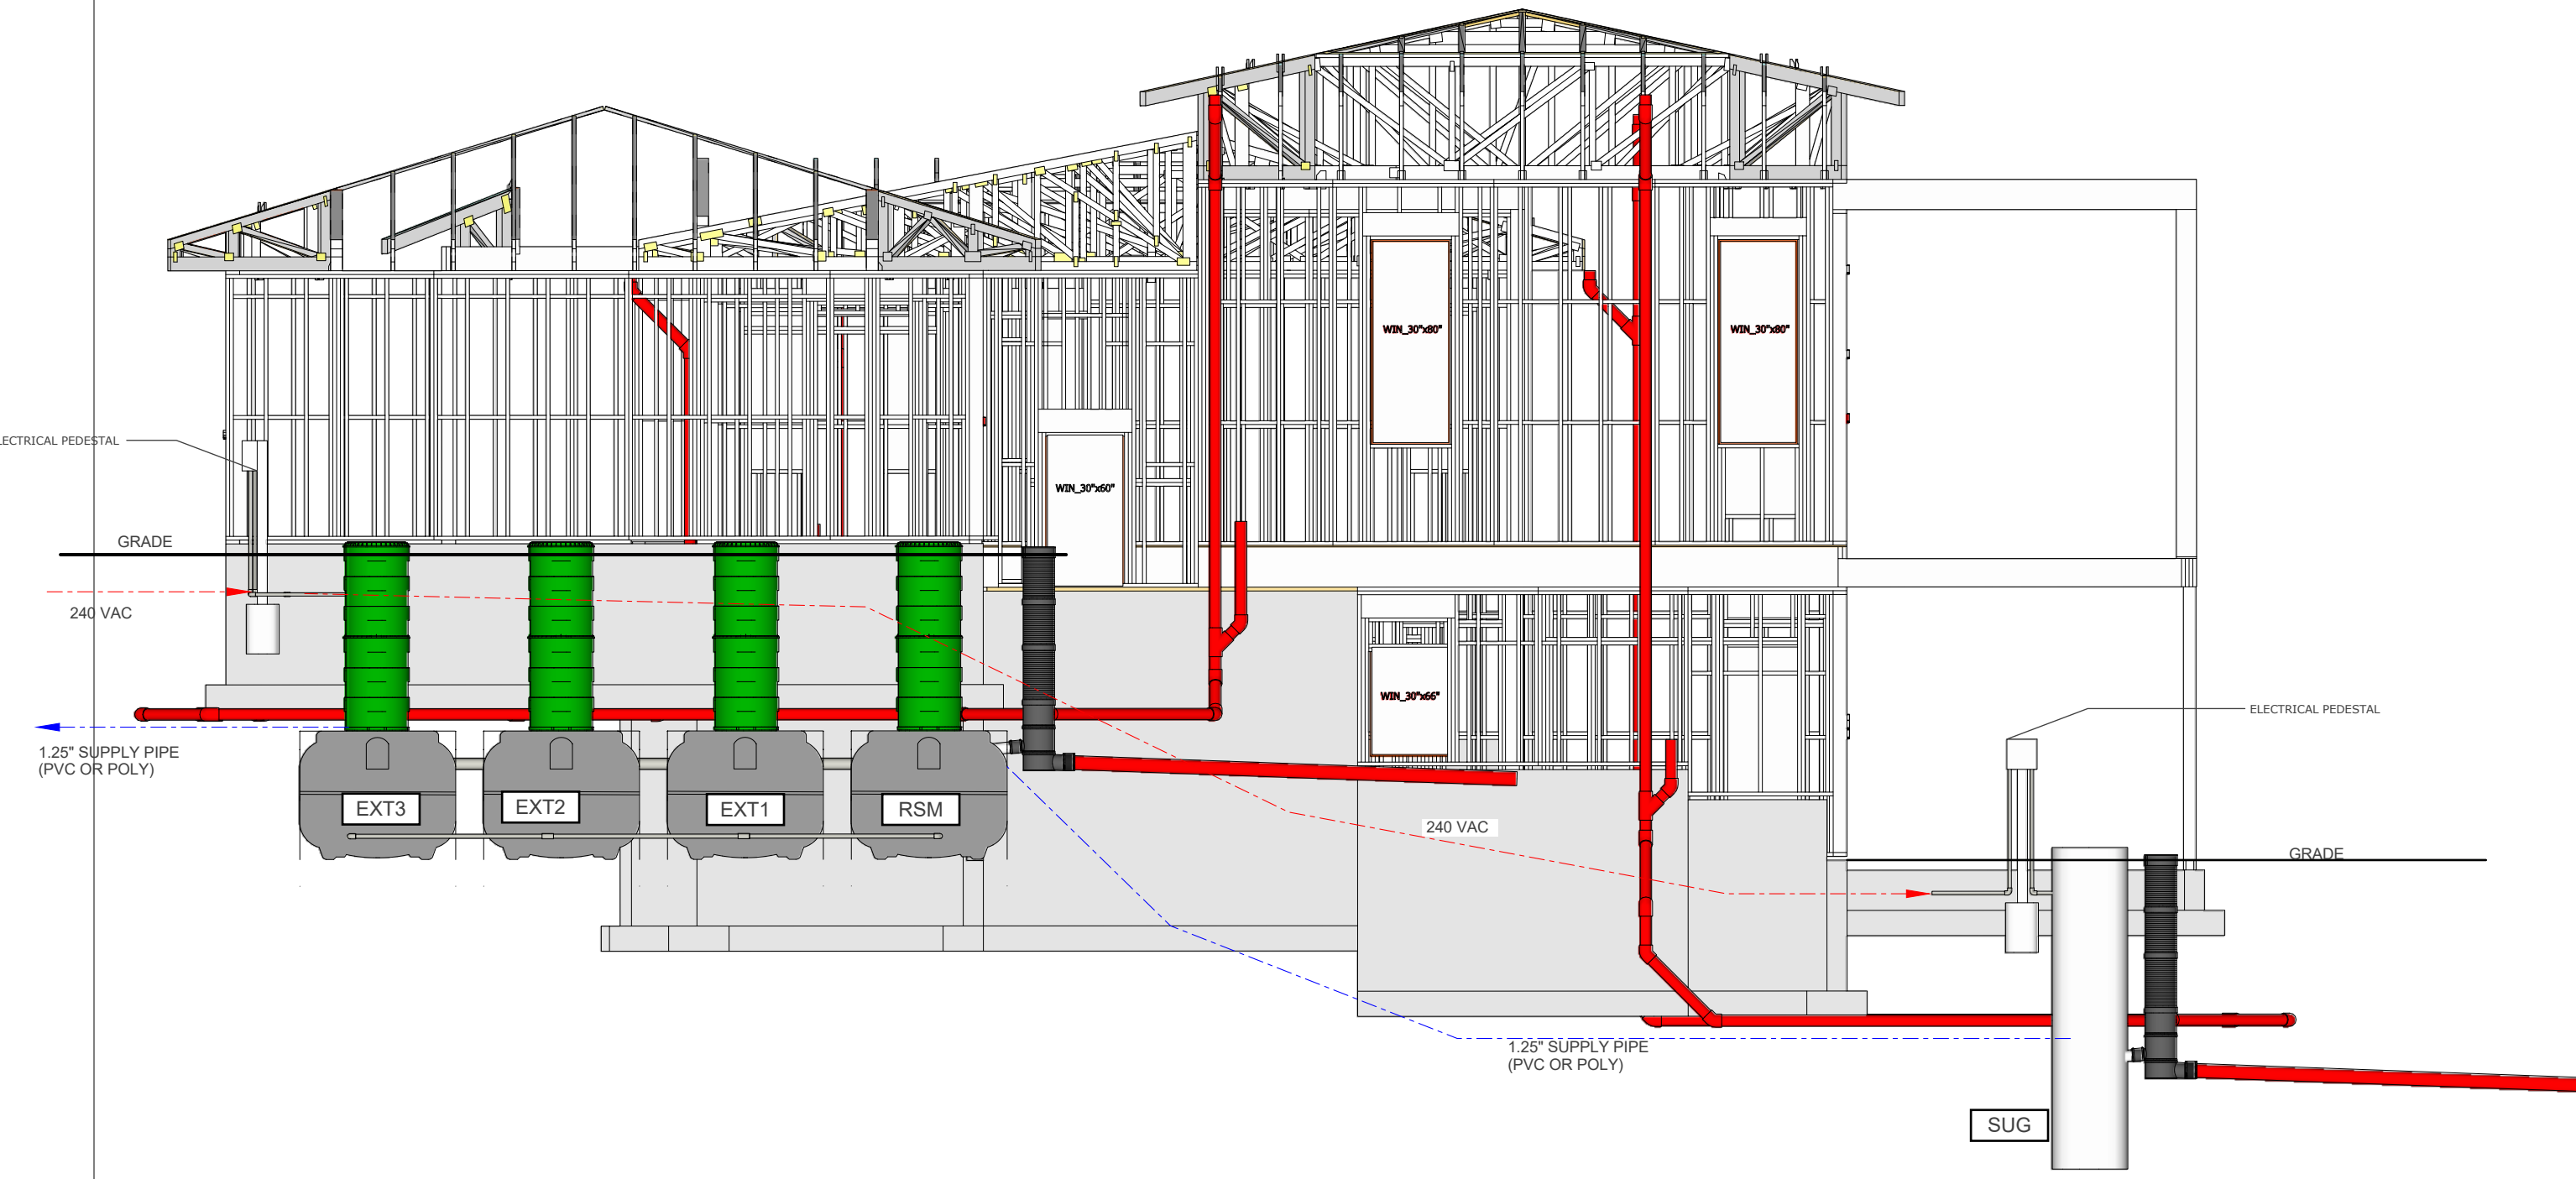 WIN_30"x80"
WIN_30"x80"
LECTRICAL PEDESTAL
WIN_30"x60"
GRADE
240 VAC
WIN_30"x66"
ELECTRICAL PEDESTAL
1.25" SUPPLY PIPE
(PVC OR POLY)
EXT3
EXT2
EXT1
RSM
240 VAC
GRADE
1.25" SUPPLY PIPE
(PVC OR POLY)
SUG